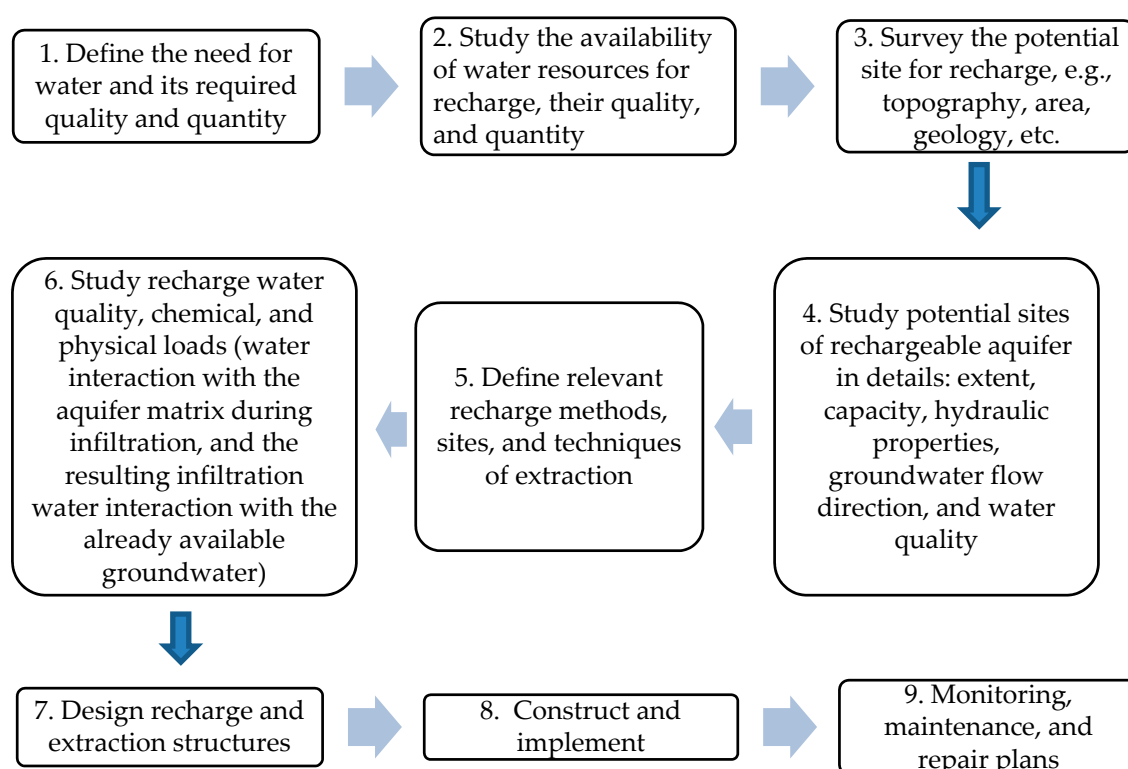 1. Define the need for
water and its required
quality and quantity
2. Study the availability
of water resources for
recharge, their quality,
and quantity
3. Survey the potential
site for recharge, e.g.,
topography, area,
geology, etc.
4. Study potential sites
of rechargeable aquifer
in details: extent,
capacity, hydraulic
properties,
groundwater flow
direction, and water
quality
5. Define relevant
recharge methods,
sites, and techniques
of extraction
6. Study recharge water
quality, chemical, and
physical loads (water
interaction with the
aquifer matrix during
infiltration, and the
resulting infiltration
water interaction with the
already available
groundwater)
7. Design recharge and
extraction structures
8. Construct and
implement
9. Monitoring,
maintenance, and
repair plans